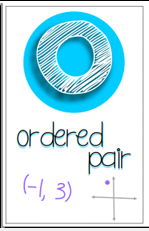 O
ordered
pair
(-1, 3)